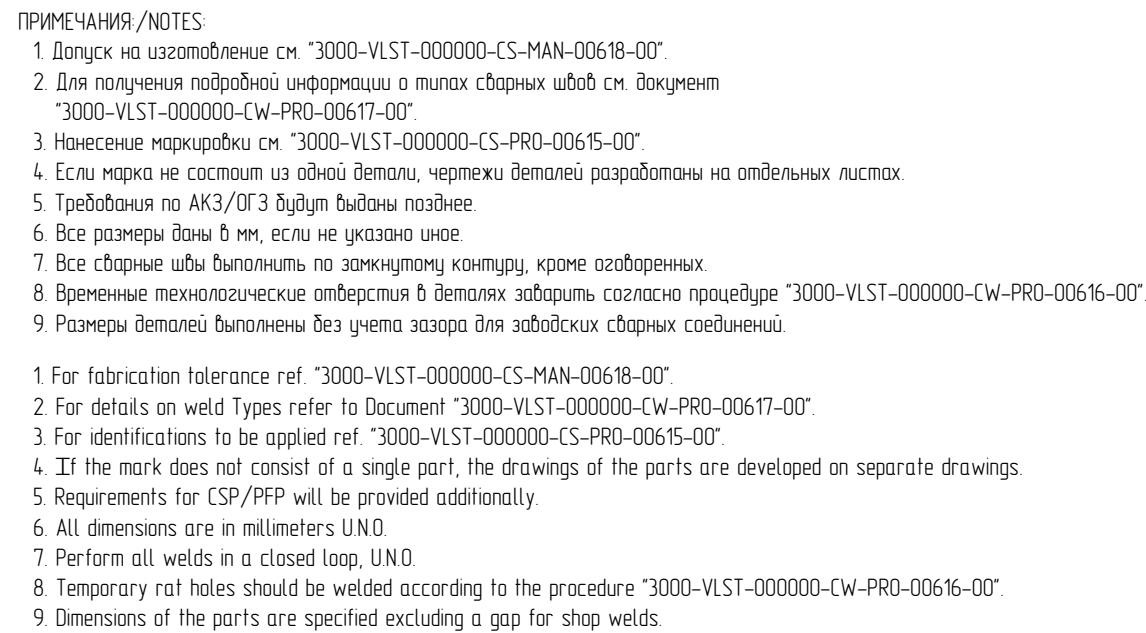 ПРИМЕЧАНИЯ:/NOTES:
1. Допуск на изготовление см. "3000-VLST-000000-CS-MAN-00618-00".
2. Для получения подробной информации о типах сварных швов см. документ
"3000-VLST-000000-CW-PRO-00617-00".
3. Нанесение маркировки см. "3000-VLST-000000-CS-PRO-00615-00".
4. Если марка не состоит из одной детали, чертежи деталей разработаны на отдельных листах.
5. Требования по АКЗ/ОГЗ будут выданы позднее.
6. Все размеры даны в мм, если не указано иное.
7. Все сварные швы выполнить по замкнутому контуру, кроме оговоренных.
8. Временные технологические отверстия в деталях заварить согласно процедуре "3000-VLST-000000-CW-PRO-00616-00".
9. Размеры деталей выполнены без учета зазора для заводских сварных соединений.
1. For fabrication tolerance ref. "3000-VLST-000000-CS-MAN-00618-00".
2. For details on weld Types refer to Document "3000-VLST-000000-CW-PRO-00617-00".
3. For identifications to be applied ref. "3000-VLST-000000-CS-PRO-00615-00".
4. If the mark does not consist of a single part, the drawings of the parts are developed on separate drawings.
5. Requirements for CSP/PFP will be provided additionally.
6. All dimensions are in millimeters U.N.O.
7. Perform all welds in a closed loop, U.N.O.
8. Temporary rat holes should be welded according to the procedure "3000-VLST-000000-CW-PRO-00616-00".
9. Dimensions of the parts are specified excluding a gap for shop welds.